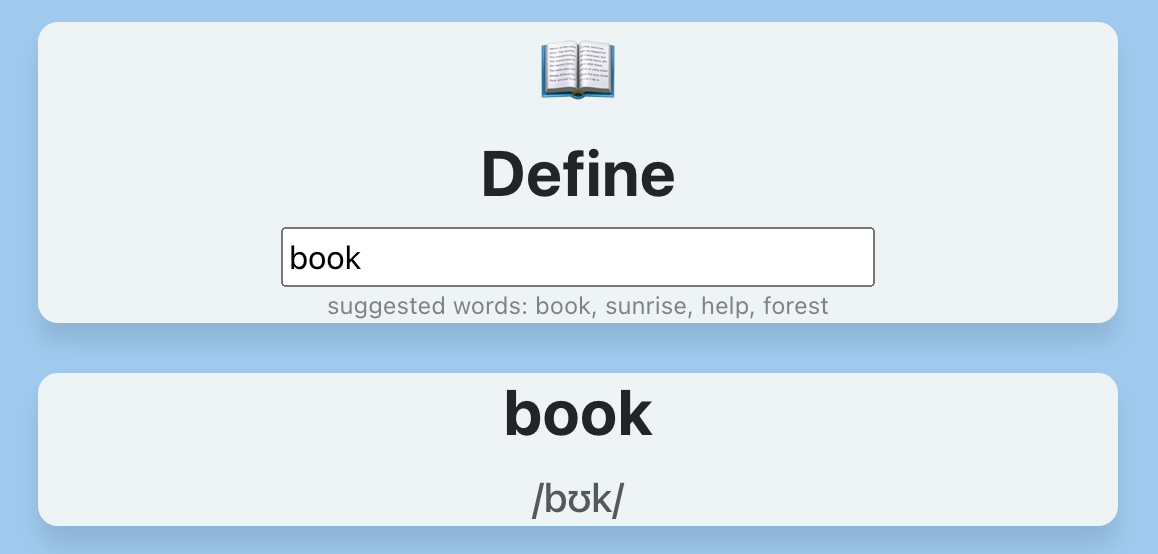 Define
book
suggested words: book, sunrise, help, forest
book
/bʊk/